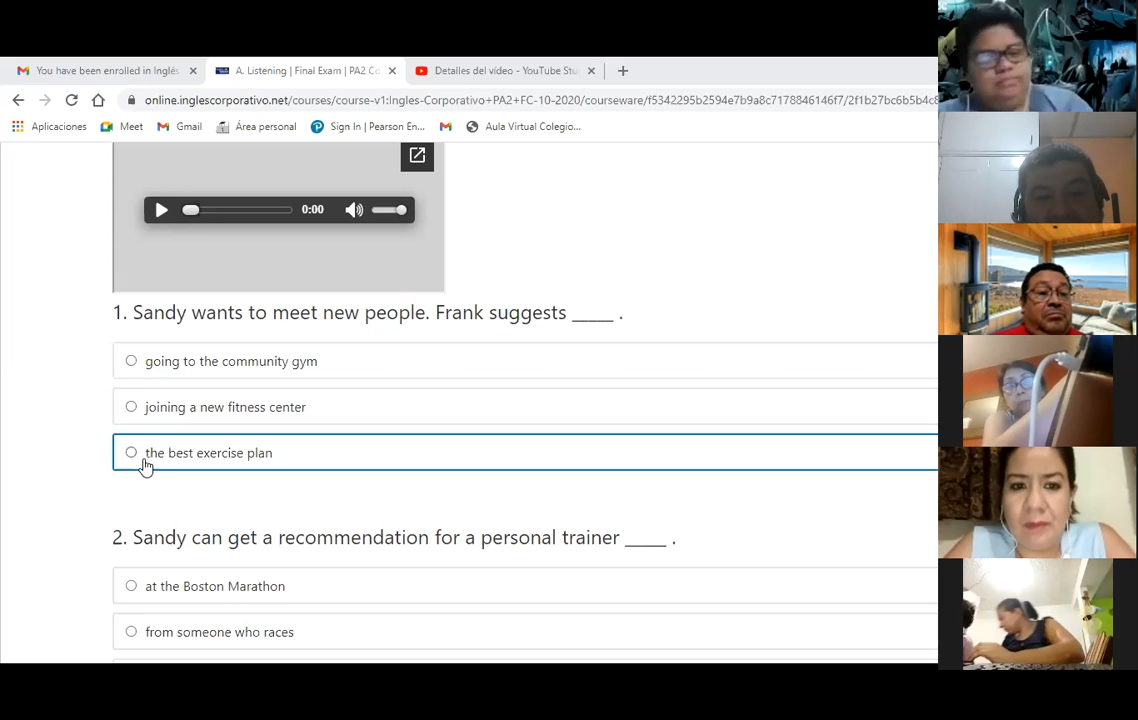 You have been enrolled in Inglés
A. Listening | Final Exam | PA2 Co
Detalles del vídeo - YouTube Stu
online.inglescorporativo.net/courses/course-v1:Ingles-Corporativo+PA2+FC-10-2020/courseware/f5342295b2594e7b9a8c7178846146f7/2f1b27bc6b5b4c8
Aplicaciones
Meet
Gmail
Área personal
Sign In | Pearson En...
Aula Virtual Colegio...
0:00
1. Sandy wants to meet new people. Frank suggests _____ .
going to the community gym
joining a new fitness center
the best exercise plan
2. Sandy can get a recommendation for a personal trainer _____ .
at the Boston Marathon
from someone who races